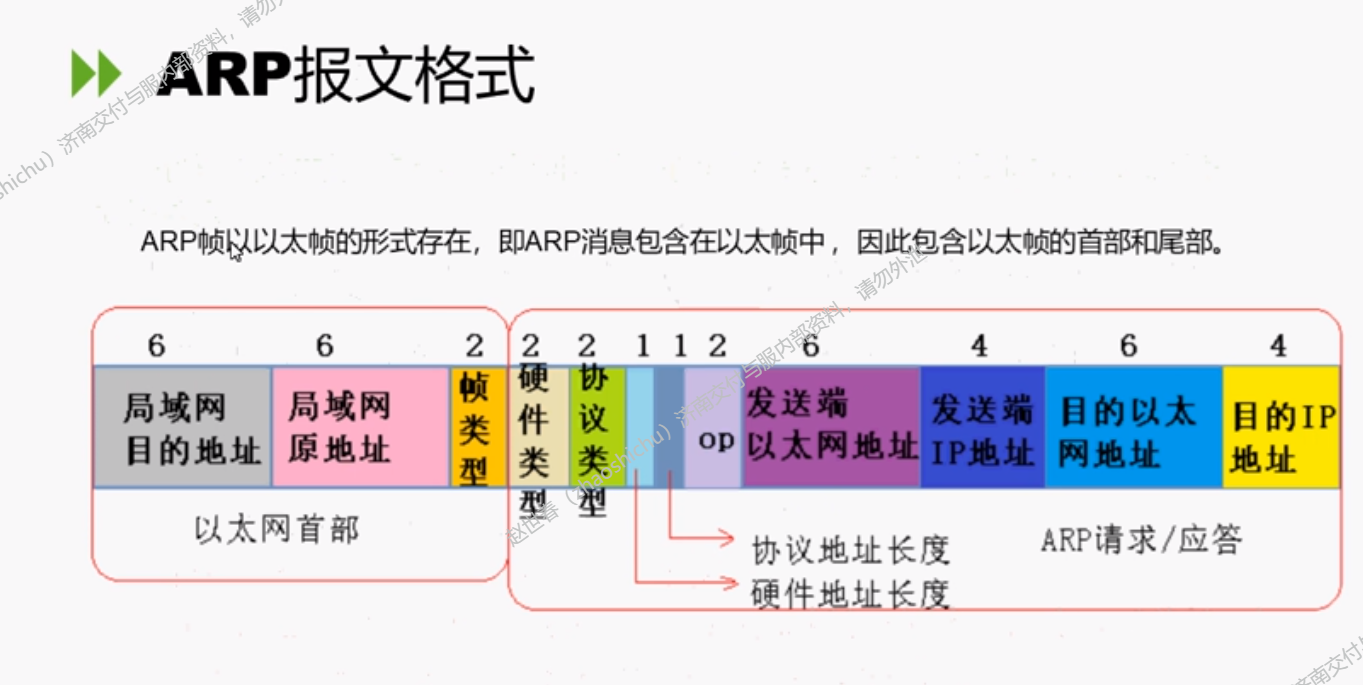 ARP报文格式
ARP帧以以太帧的形式存在，即ARP消息包含在以太帧中，因此包含以太帧的首部和尾部。
6 6 2 2 2 1 1 2 6 4 6 4
局域网
目的地址
局域网
原地址
帧类型
硬件类型
协议类型
op
发送端
以太网地址
发送端
IP地址
目的以太
网地址
目的IP
地址
以太网首部
协议地址长度
硬件地址长度
ARP请求/应答
shichu）济南交付与服内部资料，请勿外
赵世春（zhaoshichu）济南交付与服内部资料，请勿外泄
济南交付